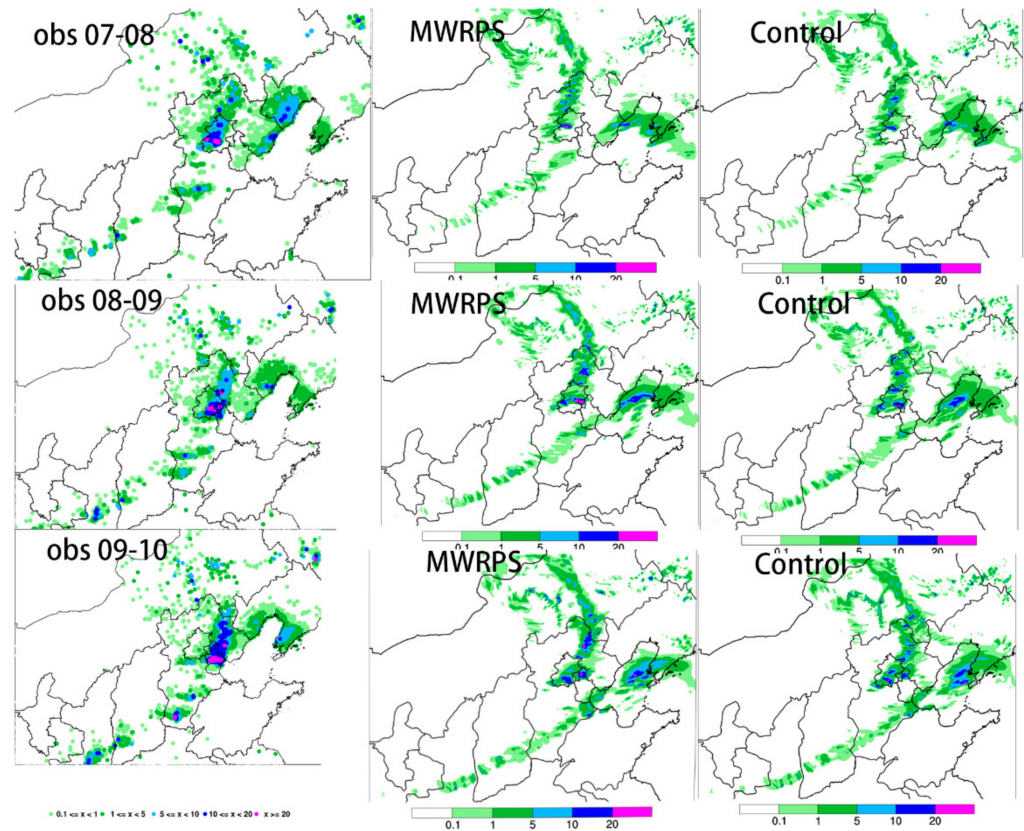 obs 07-08
MWRPS
Control
0.1 1 5 10 20
0.1 1 5 10 20
obs 08-09
MWRPS
Control
0.1 1 5 10 20
0.1 1 5 10 20
obs 09-10
MWRPS
Control
0.1 <= x < 1 1 <= x < 5 5 <= x < 10 10 <= x < 20 x >= 20
0.1 1 5 10 20
0.1 1 5 10 20